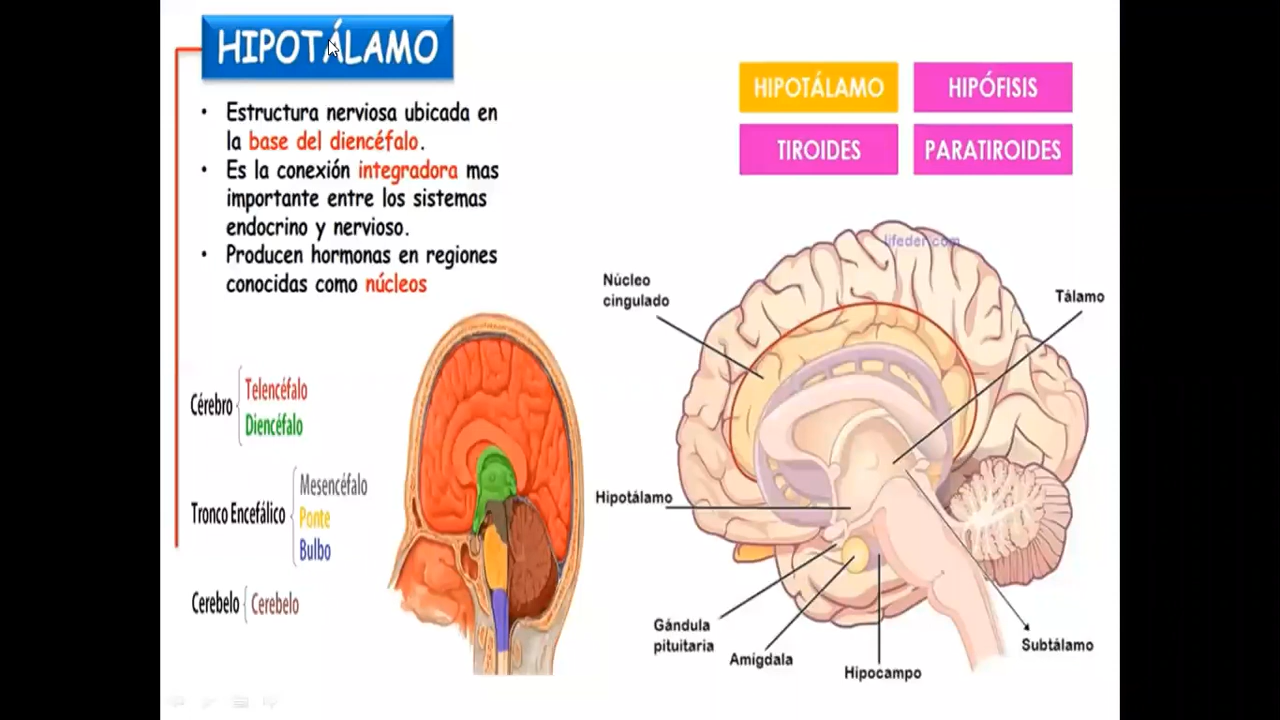 HIPOTÁLAMO
• Estructura nerviosa ubicada en
la base del diencéfalo.
• Es la conexión integradora mas
importante entre los sistemas
endocrino y nervioso.
• Producen hormonas en regiones
conocidas como núcleos
HIPOTÁLAMO
HIPÓFISIS
TIROIDES
PARATIROIDES
Cérebro
Telencéfalo
Diencéfalo
Tronco Encefálico
Mesencéfalo
Ponte
Bulbo
Cerebelo
Cerebelo
lifeder.com
Núcleo
cingulado
Tálamo
Hipotálamo
Gándula
pituitaria
Amígdala
Hipocampo
Subtálamo